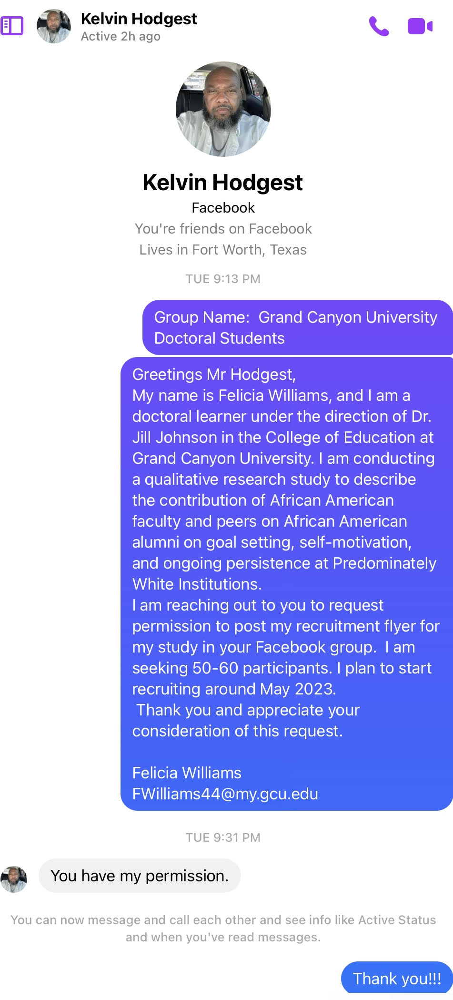 Kelvin Hodgest
Active 2h ago
Kelvin Hodgest
Facebook
You're friends on Facebook
Lives in Fort Worth, Texas
TUE 9:13 PM
Group Name:  Grand Canyon University
Doctoral Students
Greetings Mr Hodgest,
My name is Felicia Williams, and I am a
doctoral learner under the direction of Dr.
Jill Johnson in the College of Education at
Grand Canyon University. I am conducting
a qualitative research study to describe
the contribution of African American
faculty and peers on African American
alumni on goal setting, self-motivation,
and ongoing persistence at Predominately
White Institutions.
I am reaching out to you to request
permission to post my recruitment flyer for
my study in your Facebook group.  I am
seeking 50-60 participants. I plan to start
recruiting around May 2023.
Thank you and appreciate your
consideration of this request.
Felicia Williams
FWilliams44@my.gcu.edu
TUE 9:31 PM
You have my permission.
You can now message and call each other and see info like Active Status
and when you've read messages.
Thank you!!!